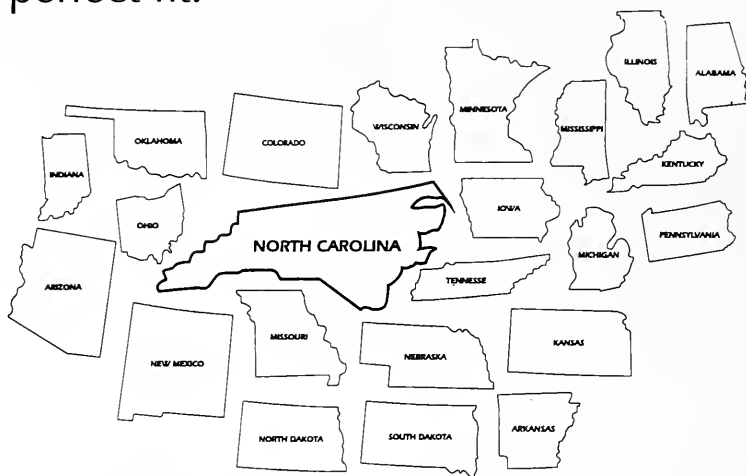 perfect fit.
ILLINOIS
ALABAMA
MINNESOTA
WISCONSIN
MISSISSIPPI
OKLAHOMA
COLORADO
KENTUCKY
INDIANA
OHIO
IOWA
PENNSYLVANIA
NORTH CAROLINA
MICHIGAN
ARIZONA
TENNESSE
MISSOURI
NEBRASKA
KANSAS
NEW MEXICO
NORTH DAKOTA
SOUTH DAKOTA
ARKANSAS